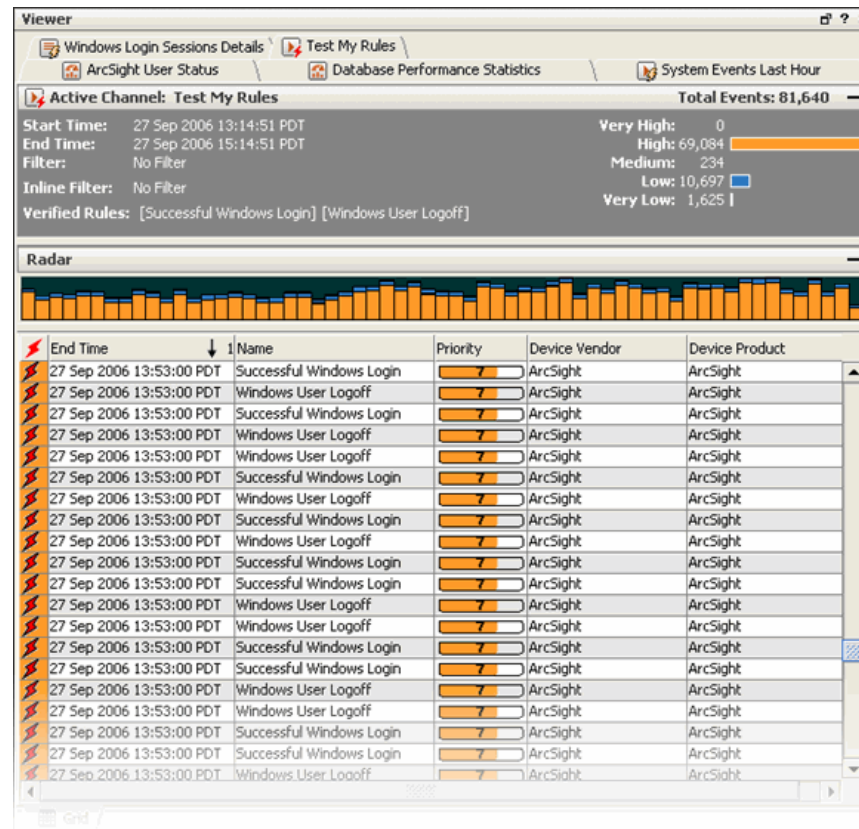 Viewer ?
Windows Login Sessions Details Test My Rules
ArcSight User Status Database Performance Statistics System Events Last Hour
Active Channel: Test My Rules Total Events: 81,640
Start Time: 27 Sep 2006 13:14:51 PDT Very High: 0
End Time: 27 Sep 2006 15:14:51 PDT High: 69,084
Filter: No Filter Medium: 234
Low: 10,697
Inline Filter: No Filter
Very Low: 1,625
Verified Rules: [Successful Windows Login] [Windows User Logoff]
Radar
End Time 1 Name Priority Device Vendor Device Product
27 Sep 2006 13:53:00 PDT Successful Windows Login 7 ArcSight ArcSight
27 Sep 2006 13:53:00 PDT Windows User Logoff 7 ArcSight ArcSight
27 Sep 2006 13:53:00 PDT Successful Windows Login 7 ArcSight ArcSight
27 Sep 2006 13:53:00 PDT Windows User Logoff 7 ArcSight ArcSight
27 Sep 2006 13:53:00 PDT Windows User Logoff 7 ArcSight ArcSight
27 Sep 2006 13:53:00 PDT Successful Windows Login 7 ArcSight ArcSight
27 Sep 2006 13:53:00 PDT Windows User Logoff 7 ArcSight ArcSight
27 Sep 2006 13:53:00 PDT Successful Windows Login 7 ArcSight ArcSight
27 Sep 2006 13:53:00 PDT Windows User Logoff 7 ArcSight ArcSight
27 Sep 2006 13:53:00 PDT Successful Windows Login 7 ArcSight ArcSight
27 Sep 2006 13:53:00 PDT Successful Windows Login 7 ArcSight ArcSight
27 Sep 2006 13:53:00 PDT Windows User Logoff 7 ArcSight ArcSight
27 Sep 2006 13:53:00 PDT Windows User Logoff 7 ArcSight ArcSight
27 Sep 2006 13:53:00 PDT Successful Windows Login 7 ArcSight ArcSight
27 Sep 2006 13:53:00 PDT Successful Windows Login 7 ArcSight ArcSight
27 Sep 2006 13:53:00 PDT Windows User Logoff 7 ArcSight ArcSight
27 Sep 2006 13:53:00 PDT Windows User Logoff 7 ArcSight ArcSight
27 Sep 2006 13:53:00 PDT Successful Windows Login 7 ArcSight ArcSight
27 Sep 2006 13:53:00 PDT Successful Windows Login 7 ArcSight ArcSight
27 Sep 2006 13:53:00 PDT Windows User Logoff 7 ArcSight ArcSight
Grid